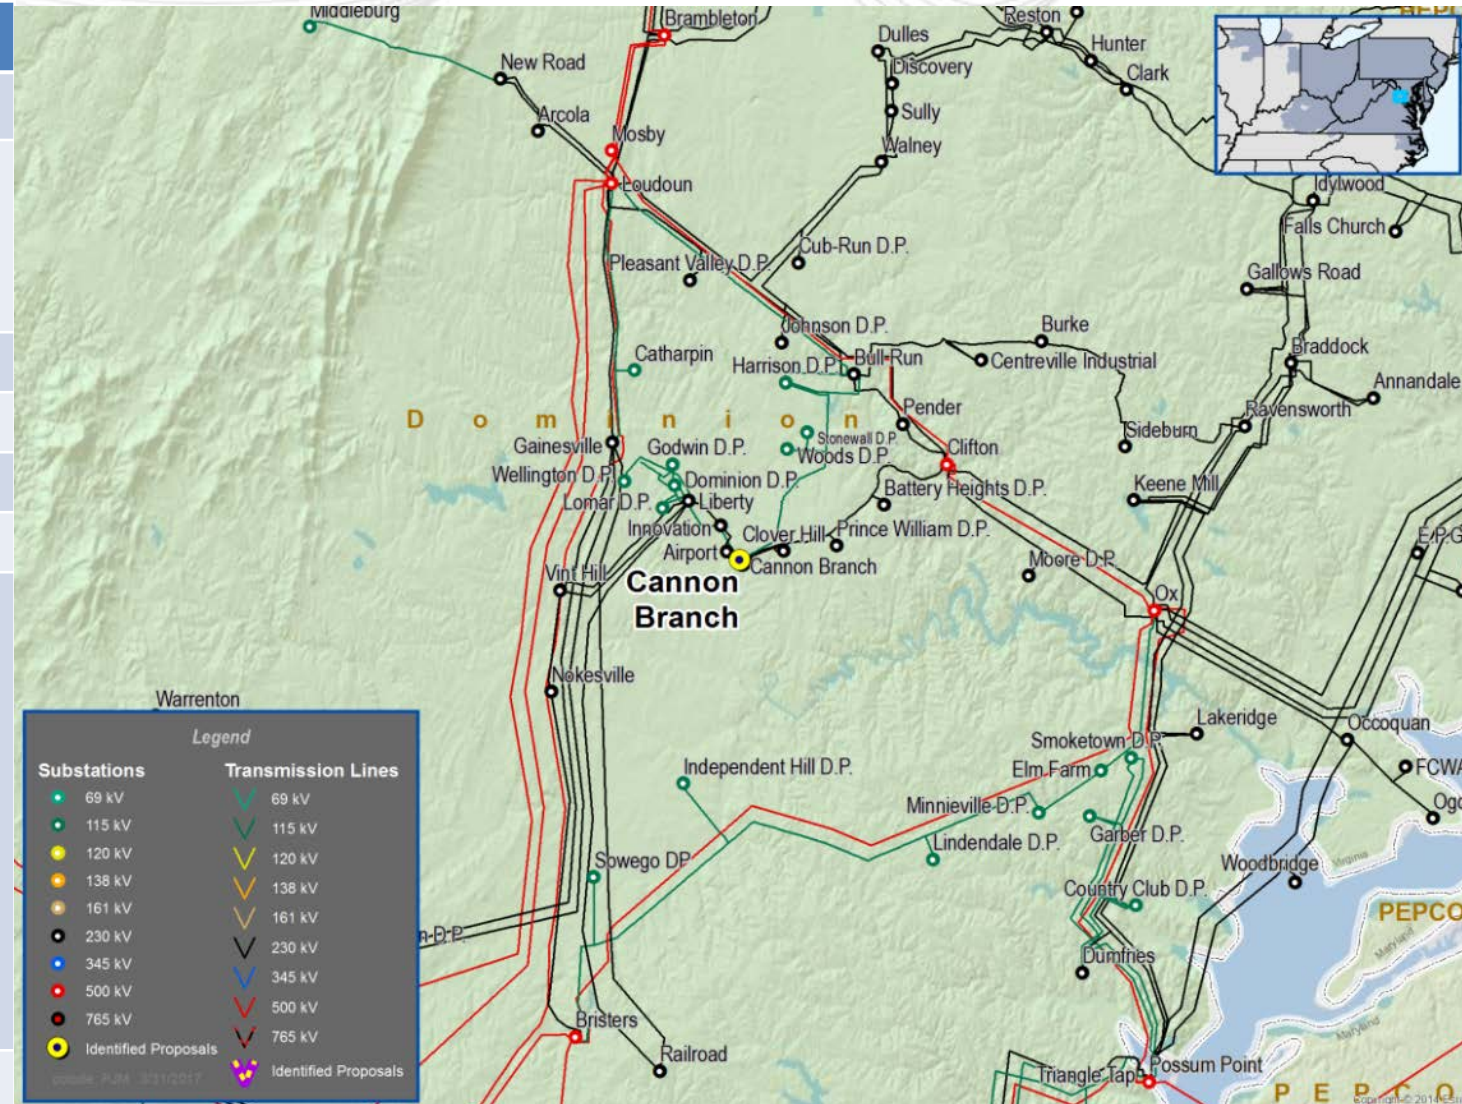 Middleburg
Brambleton
Reston
Dulles
Hunter
New Road
Discovery
Clark
Arcola
Sully
Mosby
Walney
Loudoun
Idylwood
Falls Church
Cub-Run D.P.
Pleasant Valley D.P.
Gallows Road
Johnson D.P.
Burke
Catharpin
Harrison D.P.
Bull Run
Centreville Industrial
Braddock
Annandale
Dominion
Pender
Ravensworth
Sideburn
Gainesville
Godwin D.P.
Stonewall D.P.
Woods D.P.
Clifton
Wellington D.P.
Dominion D.P.
Battery Heights D.P.
Keene Mill
Lomar D.P.
Liberty
Innovation
Clover Hill
Prince William D.P.
Airport
Cannon Branch
Moore D.P.
Vint Hill
Cannon
Branch
Ox
Nokesville
Warrenton
Lakeridge
Occoquan
Smoketown D.P.
Elm Farm
Independent Hill D.P.
Minnieville D.P.
Garber D.P.
Lindendale D.P.
Sowego DP
Woodbridge
Virginia
Country Club D.P.
PEPCO
Maryland
Dumfries
Bristers
Maryland
Railroad
Possum Point
Triangle Tap
PEPCO
Legend
Substations
Transmission Lines
69 kV
69 kV
115 kV
115 kV
120 kV
120 kV
138 kV
138 kV
161 kV
161 kV
230 kV
230 kV
345 kV
345 kV
500 kV
500 kV
765 kV
765 kV
Identified Proposals
Identified Proposals